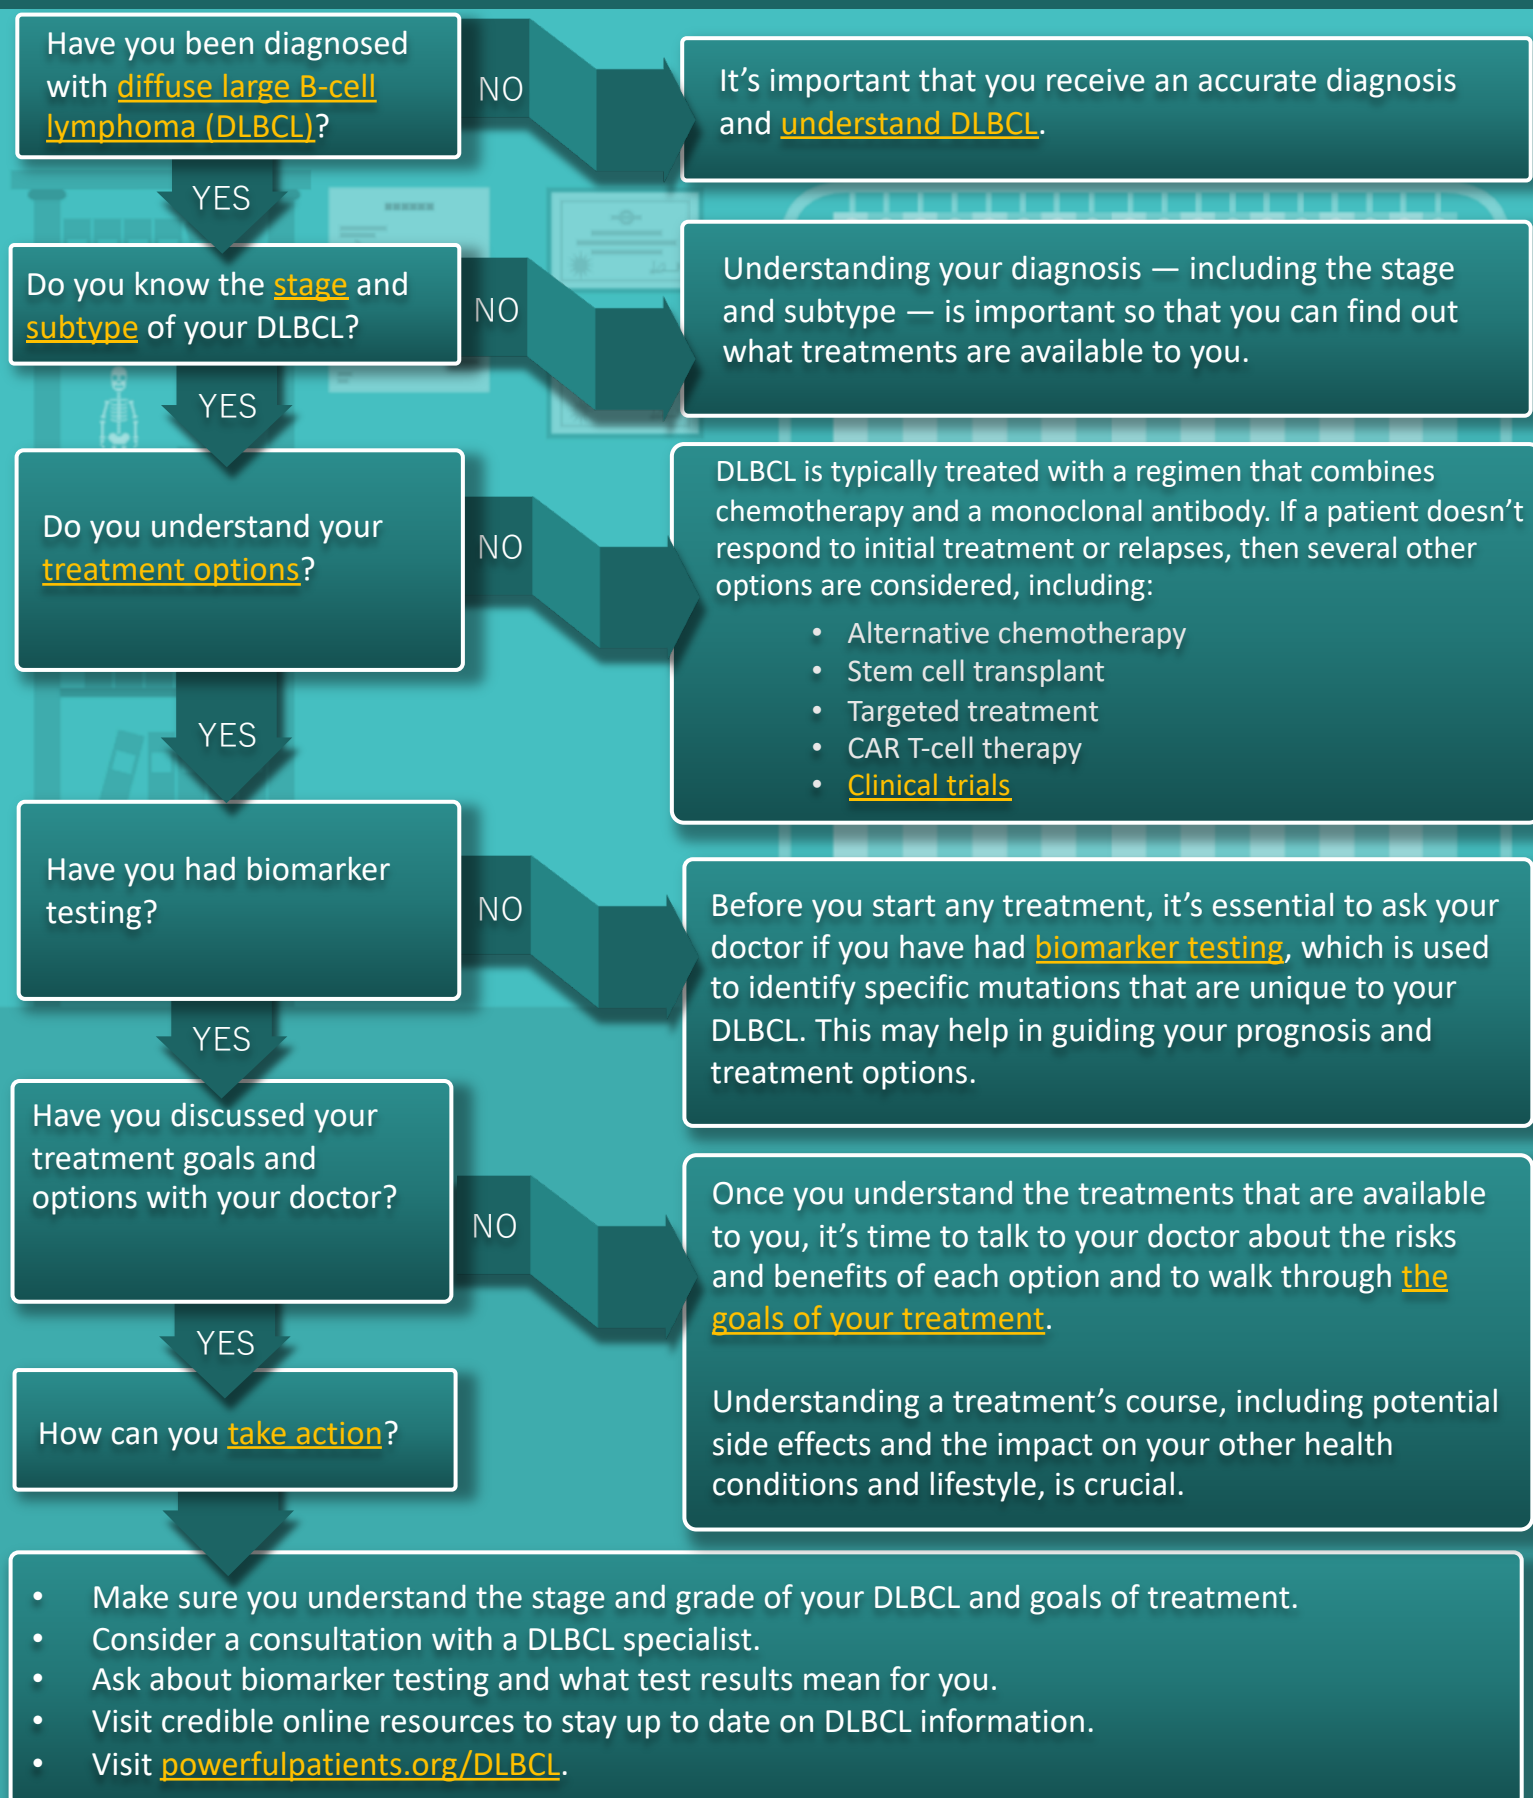 Have you been diagnosed
with diffuse large B-cell
lymphoma (DLBCL)?
NO
It's important that you receive an accurate diagnosis
and understand DLBCL.
YES
Do you know the stage and
subtype of your DLBCL?
NO
Understanding your diagnosis — including the stage
and subtype — is important so that you can find out
what treatments are available to you.
YES
Do you understand your
treatment options?
NO
DLBCL is typically treated with a regimen that combines
chemotherapy and a monoclonal antibody. If a patient doesn't
respond to initial treatment or relapses, then several other
options are considered, including:
• Alternative chemotherapy
• Stem cell transplant
• Targeted treatment
• CAR T-cell therapy
• Clinical trials
YES
Have you had biomarker
testing?
NO
Before you start any treatment, it's essential to ask your
doctor if you have had biomarker testing, which is used
to identify specific mutations that are unique to your
DLBCL. This may help in guiding your prognosis and
treatment options.
YES
Have you discussed your
treatment goals and
options with your doctor?
NO
Once you understand the treatments that are available
to you, it's time to talk to your doctor about the risks
and benefits of each option and to walk through the
goals of your treatment.
Understanding a treatment's course, including potential
side effects and the impact on your other health
conditions and lifestyle, is crucial.
YES
How can you take action?
• Make sure you understand the stage and grade of your DLBCL and goals of treatment.
• Consider a consultation with a DLBCL specialist.
• Ask about biomarker testing and what test results mean for you.
• Visit credible online resources to stay up to date on DLBCL information.
• Visit powerfulpatients.org/DLBCL.